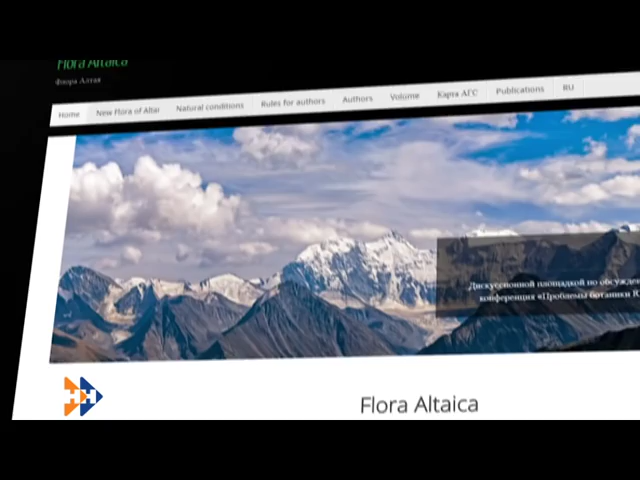 Flora Altaica
Флора Алтая
Home New Flora of Altai Natural conditions Rules for authors Authors Volume Карта АГС Publications RU
Дискуссионной площадкой по
конференция «Проблемы ботаники
Flora Altaica